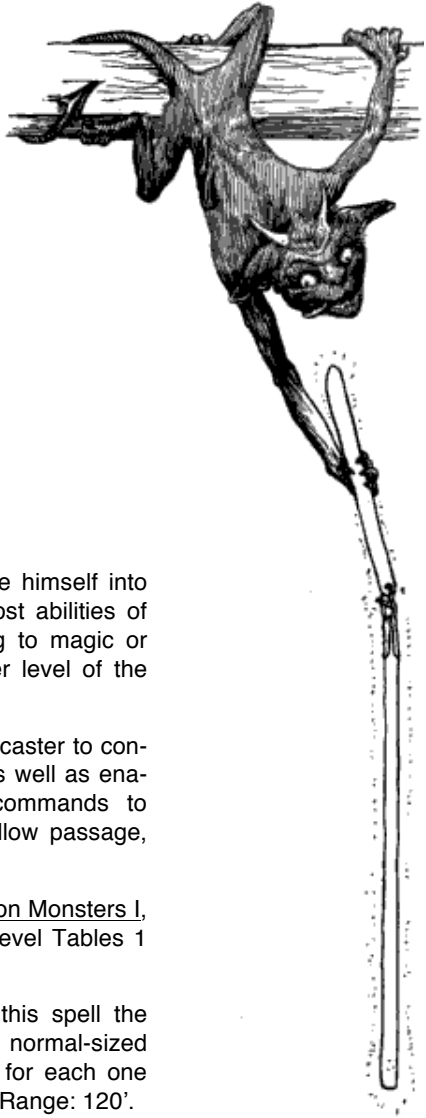 e himself into
ost abilities of
g to magic or
er level of the
caster to con-
s well as ena-
commands to
llow passage,
on Monsters I,
evel Tables 1
this spell the
normal-sized
for each one
Range: 120’.